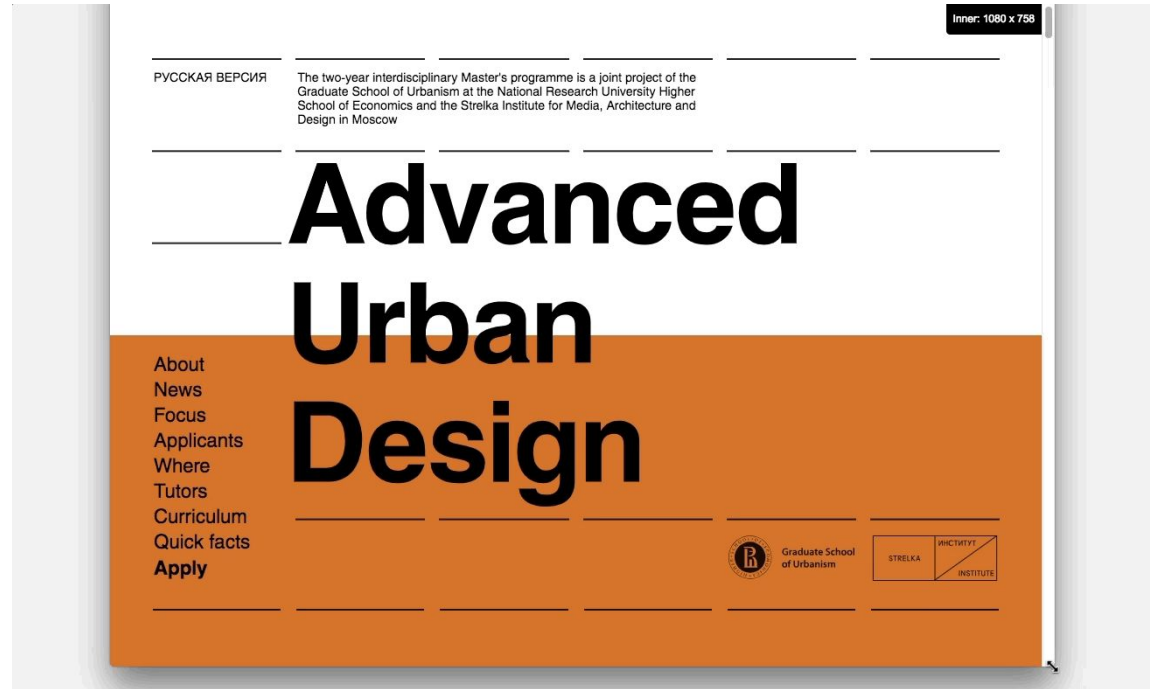 Inner: 1080 x 758
РУССКАЯ ВЕРСИЯ
The two-year interdisciplinary Master's programme is a joint project of the
Graduate School of Urbanism at the National Research University Higher
School of Economics and the Strelka Institute for Media, Architecture and
Design in Moscow
Advanced
Urban
Design
About
News
Focus
Applicants
Where
Tutors
Curriculum
Quick facts
Apply
Graduate School
of Urbanism
STRELKA
ИНСТИТУТ
INSTITUTE